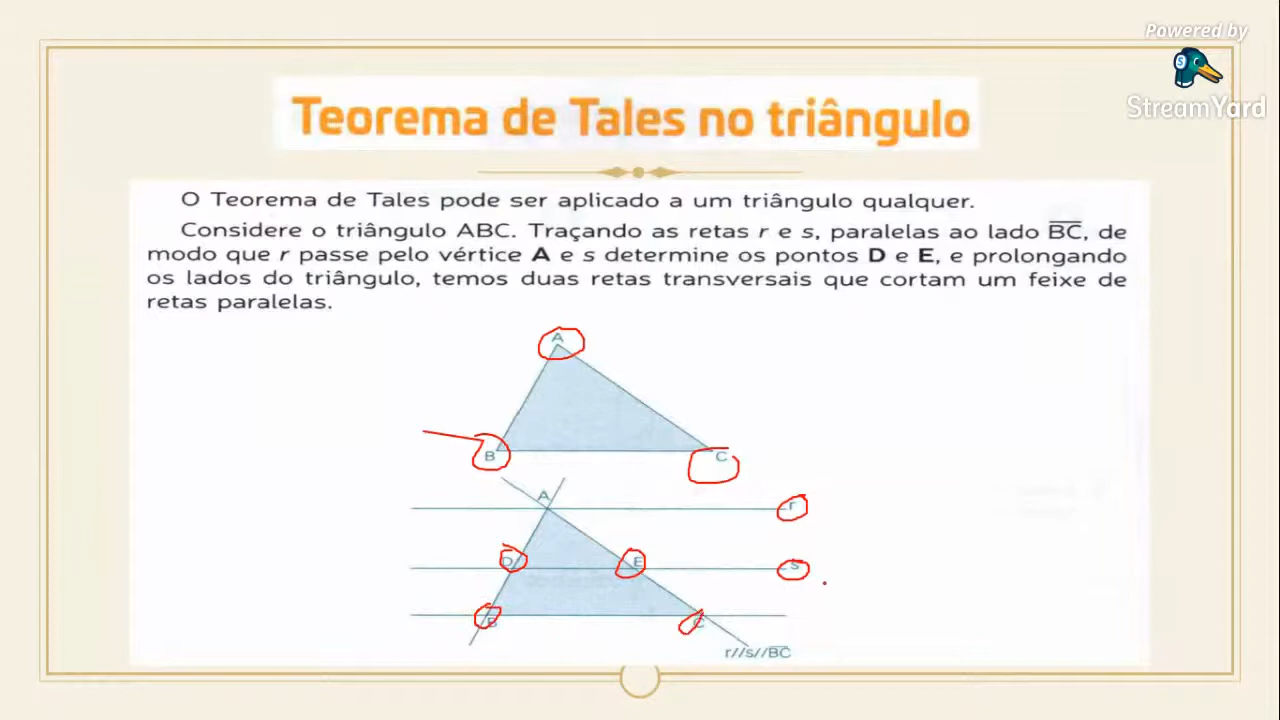 Powered by
StreamYard
Teorema de Tales no triângulo
O Teorema de Tales pode ser aplicado a um triângulo qualquer.
Considere o triângulo ABC. Traçando as retas r e s, paralelas ao lado B̅C̅, de
modo que r passe pelo vértice A e s determine os pontos D e E, e prolongando
os lados do triângulo, temos duas retas transversais que cortam um feixe de
retas paralelas.
A
B
C
A
r
D
E
s
B
C
r//s//B̅C̅